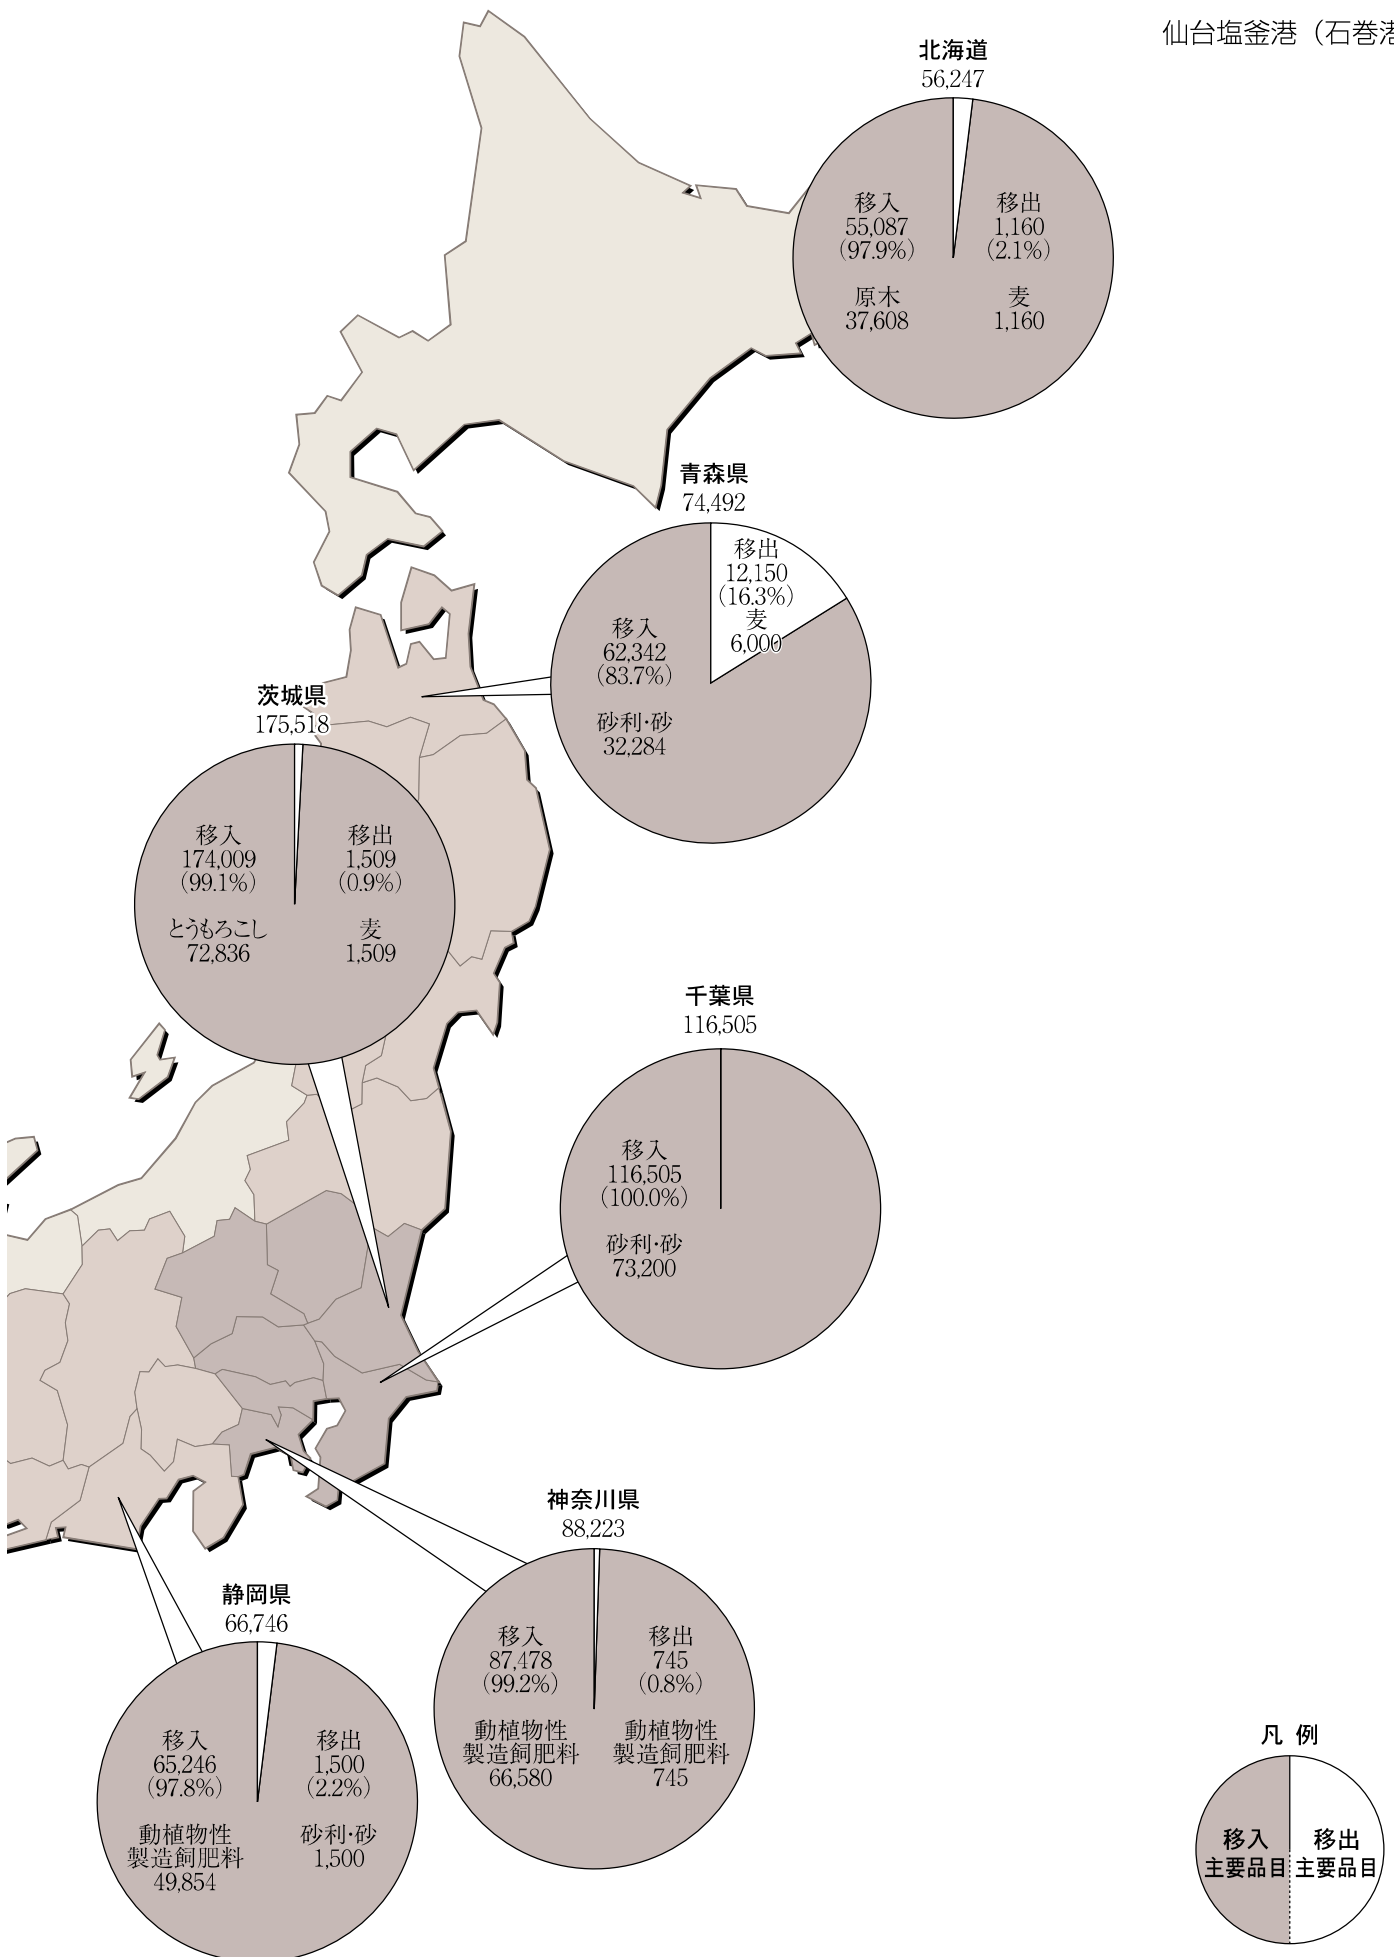 仙台塩釜港（石巻港
北海道
56,247
移入
55,087
(97.9%)
原木
37,608
移出
1,160
(2.1%)
麦
1,160
青森県
74,492
移出
12,150
(16.3%)
麦
6,000
移入
62,342
(83.7%)
砂利・砂
32,284
茨城県
175,518
移入
174,009
(99.1%)
とうもろこし
72,836
移出
1,509
(0.9%)
麦
1,509
千葉県
116,505
移入
116,505
(100.0%)
砂利・砂
73,200
神奈川県
88,223
移入
87,478
(99.2%)
動植物性
製造飼肥料
66,580
移出
745
(0.8%)
動植物性
製造飼肥料
745
静岡県
66,746
移入
65,246
(97.8%)
動植物性
製造飼肥料
49,854
移出
1,500
(2.2%)
砂利・砂
1,500
凡 例
移入
主要品目
移出
主要品目